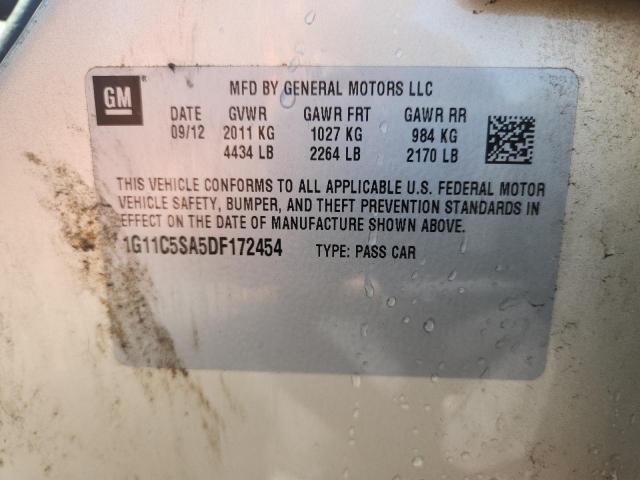 GM
MFD BY GENERAL MOTORS LLC
DATE GVWR GAWR FRT GAWR RR
09/12 2011 KG 1027 KG 984 KG
4434 LB 2264 LB 2170 LB
THIS VEHICLE CONFORMS TO ALL APPLICABLE U.S. FEDERAL MOTOR
VEHICLE SAFETY, BUMPER, AND THEFT PREVENTION STANDARDS IN
EFFECT ON THE DATE OF MANUFACTURE SHOWN ABOVE.
1G11C5SA5DF172454 TYPE: PASS CAR